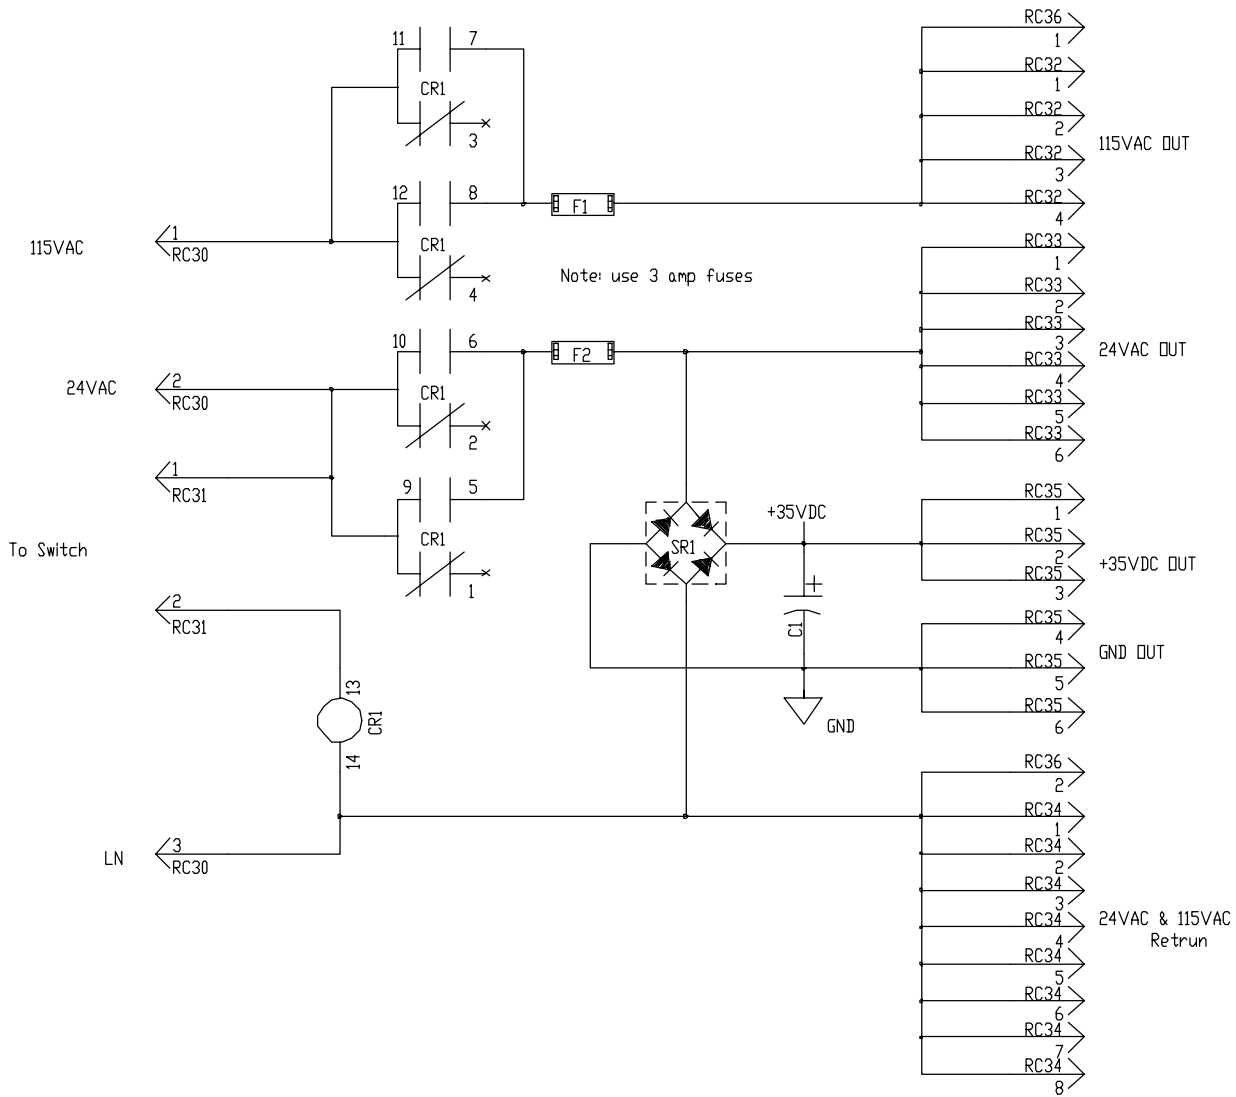 11 7
CR1
3
12 8
CR1
4
115VAC
1
RC30
F1
Note: use 3 amp fuses
10 6
CR1
2
F2
24VAC
2
RC30
1
RC31
9 5
CR1
1
To Switch
2
RC31
13
CR1
14
LN
3
RC30
SR1
+35VDC
+
C1
GND
RC36
1
RC32
1
RC32
2
RC32
3
RC32
4
115VAC OUT
RC33
1
RC33
2
RC33
3
RC33
4
RC33
5
RC33
6
24VAC OUT
RC35
1
RC35
2
RC35
3
+35VDC OUT
RC35
4
RC35
5
RC35
6
GND OUT
RC36
2
RC34
1
RC34
2
RC34
3
RC34
4
RC34
5
RC34
6
RC34
7
RC34
8
24VAC & 115VAC
Retrun